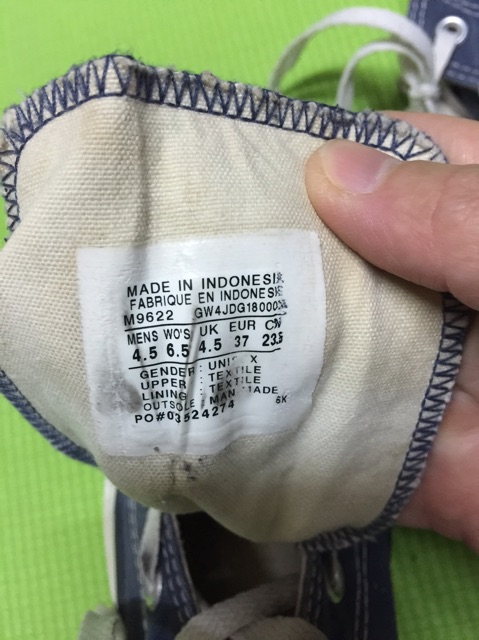 MADE IN INDONESIA
FABRIQUE EN INDONESIE
M9622 GW4JDG18000
MENS WO'S UK EUR CN
4.5 6.5 4.5 37 23.5
GENDER : UNISEX
UPPER : TEXTILE
LINING : TEXTILE
OUTSOLE : MAN MADE
PO#03524274 6K